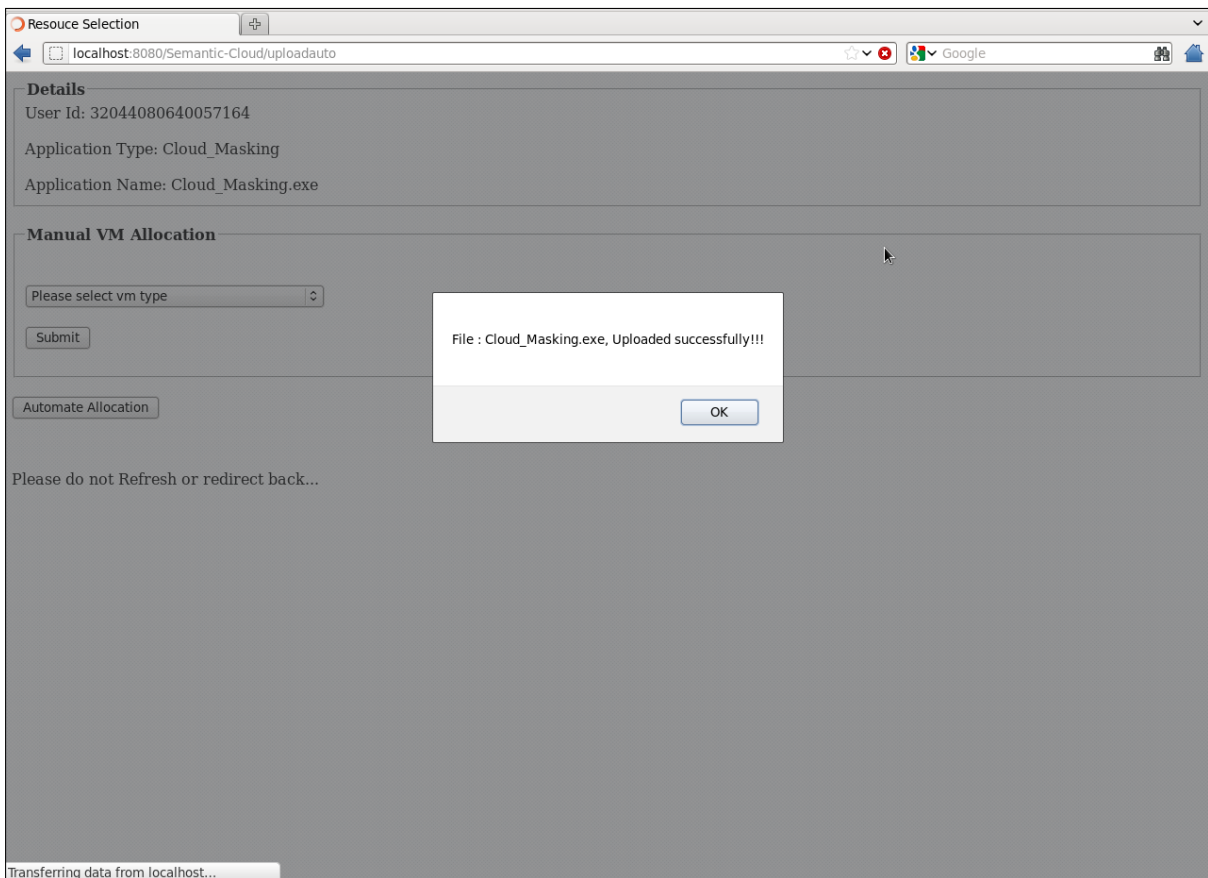 Resouce Selection
localhost:8080/Semantic-Cloud/uploadauto
Google
Details
User Id: 32044080640057164
Application Type: Cloud_Masking
Application Name: Cloud_Masking.exe
Manual VM Allocation
Please select vm type
Submit
File : Cloud_Masking.exe, Uploaded successfully!!!
OK
Automate Allocation
Please do not Refresh or redirect back...
Transferring data from localhost...